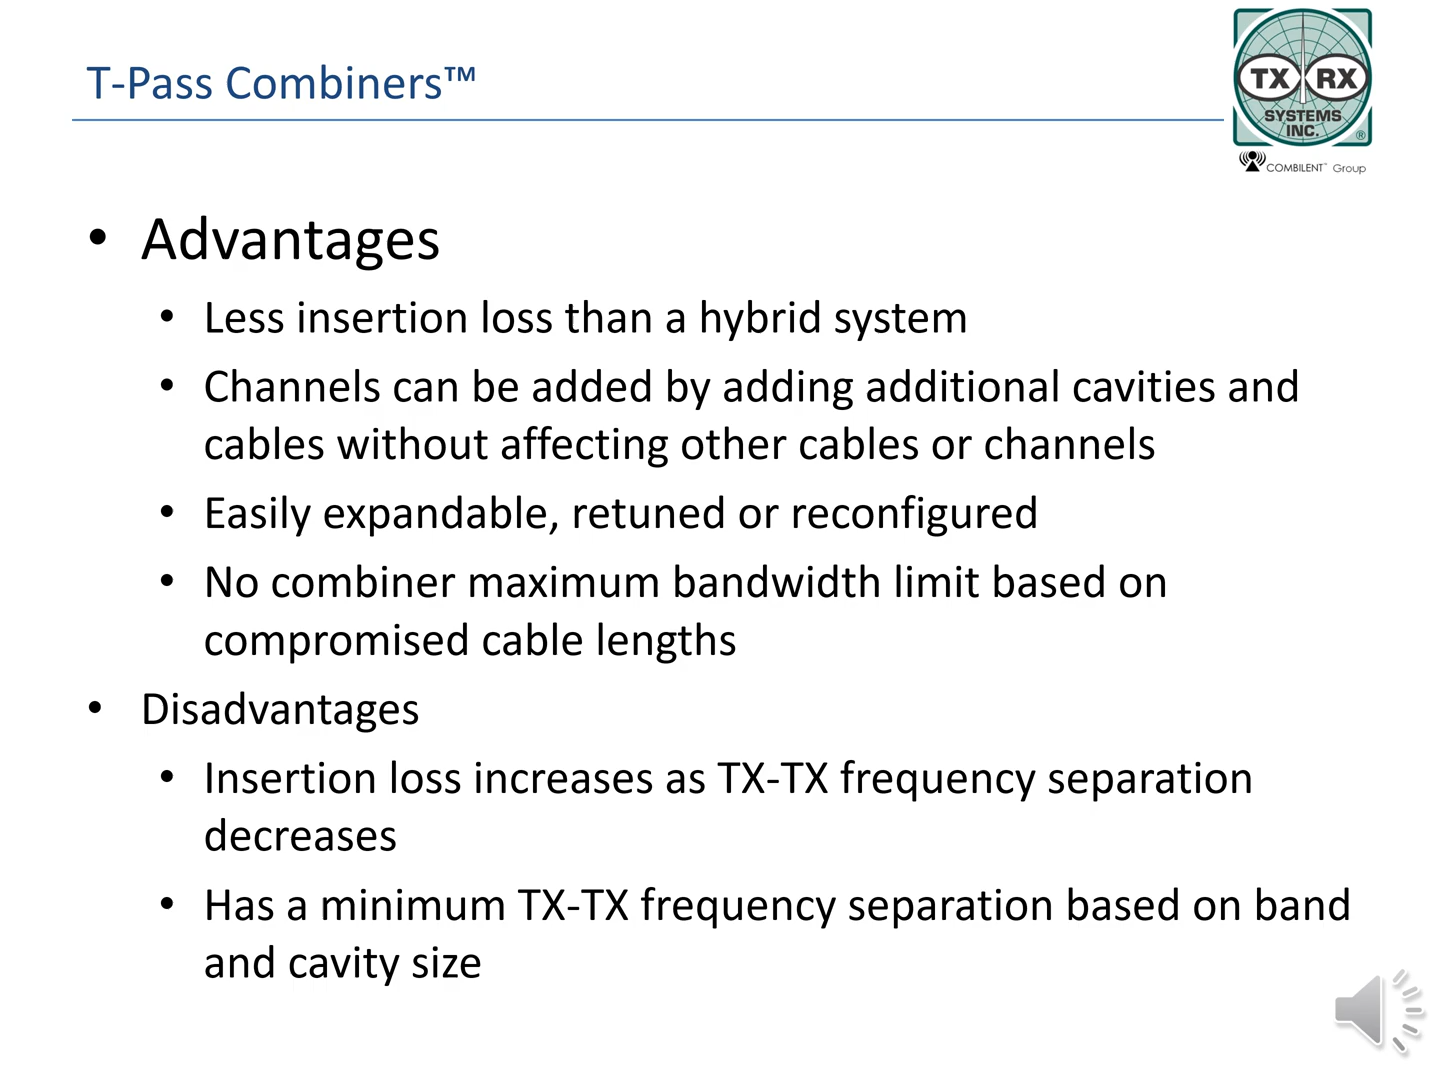 T-Pass Combiners™
TX RX
SYSTEMS
INC.
®
COMBILENT™ Group
• Advantages
• Less insertion loss than a hybrid system
• Channels can be added by adding additional cavities and
cables without affecting other cables or channels
• Easily expandable, retuned or reconfigured
• No combiner maximum bandwidth limit based on
compromised cable lengths
• Disadvantages
• Insertion loss increases as TX-TX frequency separation
decreases
• Has a minimum TX-TX frequency separation based on band
and cavity size